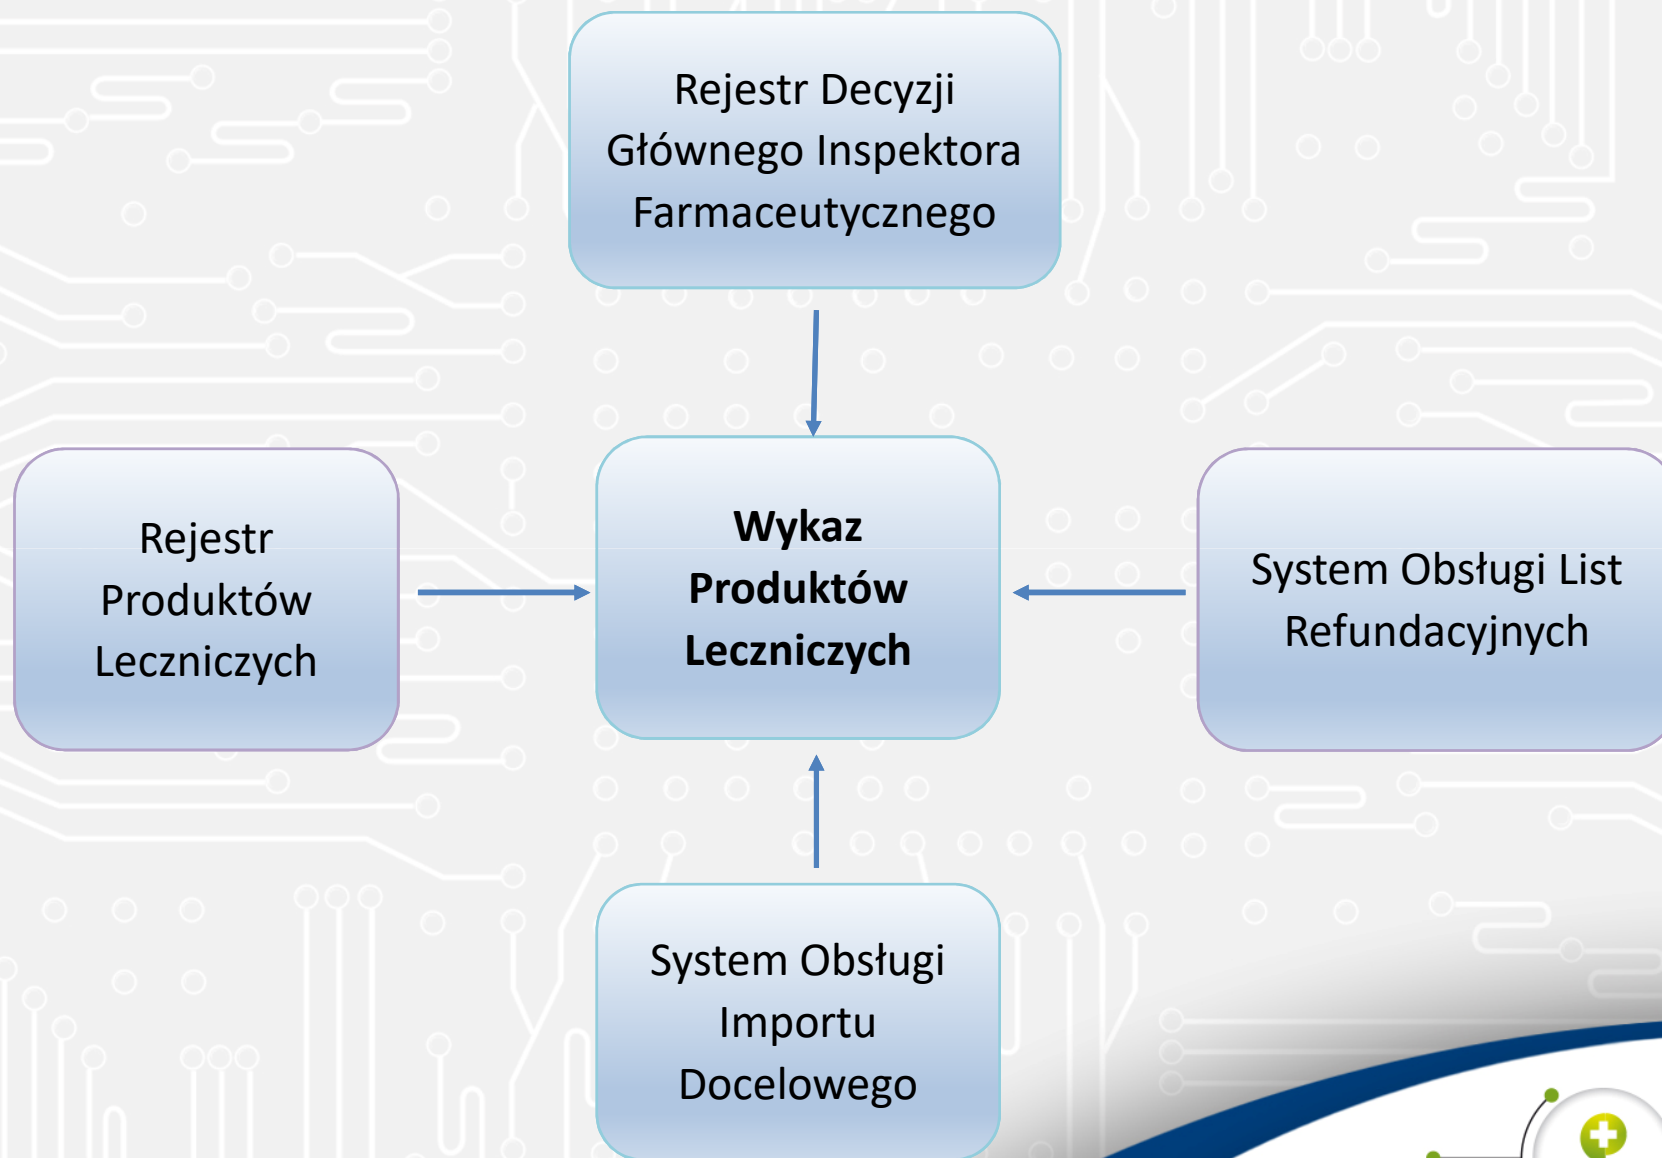 Rejestr Decyzji
Głównego Inspektora
Farmaceutycznego
Rejestr
Produktów
Leczniczych
Wykaz
Produktów
Leczniczych
System Obsługi List
Refundacyjnych
System Obsługi
Importu
Docelowego